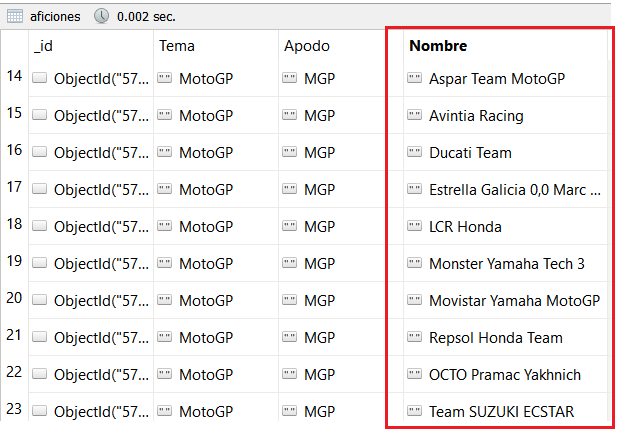 aficiones 0.002 sec.
_id Tema Apodo Nombre
14 ObjectId("57... "" MotoGP "" MGP "" Aspar Team MotoGP
15 ObjectId("57... "" MotoGP "" MGP "" Avintia Racing
16 ObjectId("57... "" MotoGP "" MGP "" Ducati Team
17 ObjectId("57... "" MotoGP "" MGP "" Estrella Galicia 0,0 Marc ...
18 ObjectId("57... "" MotoGP "" MGP "" LCR Honda
19 ObjectId("57... "" MotoGP "" MGP "" Monster Yamaha Tech 3
20 ObjectId("57... "" MotoGP "" MGP "" Movistar Yamaha MotoGP
21 ObjectId("57... "" MotoGP "" MGP "" Repsol Honda Team
22 ObjectId("57... "" MotoGP "" MGP "" OCTO Pramac Yakhnich
23 ObjectId("57... "" MotoGP "" MGP "" Team SUZUKI ECSTAR